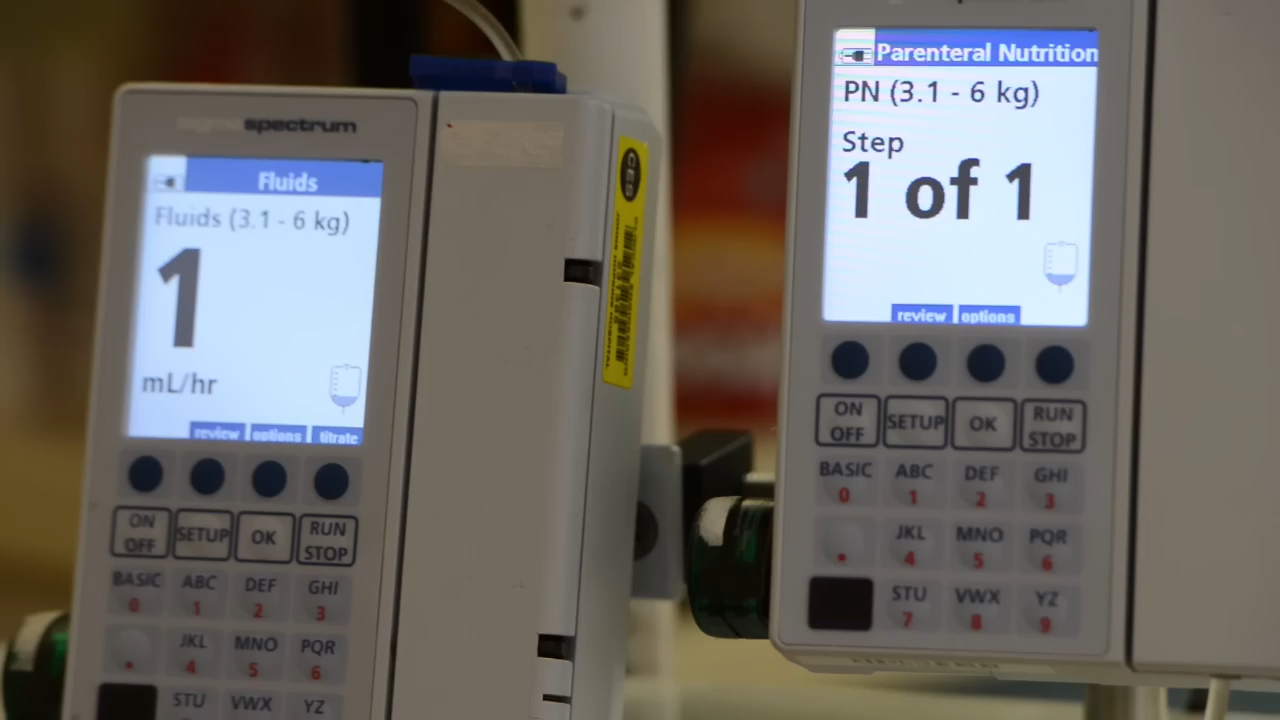 spectrum
Fluids
Fluids (3.1 - 6 kg)
1
mL/hr
review options titrate
ON OFF
SETUP
OK
RUN STOP
BASIC ABC DEF GHI
0 1 2 3
JKL MNO PQR
. 4 5 6
STU VWX YZ
CES
Parenteral Nutrition
PN (3.1 - 6 kg)
Step
1 of 1
review options
ON OFF
SETUP
OK
RUN STOP
BASIC ABC DEF GHI
0 1 2 3
JKL MNO PQR
. 4 5 6
STU VWX YZ
7 8 9